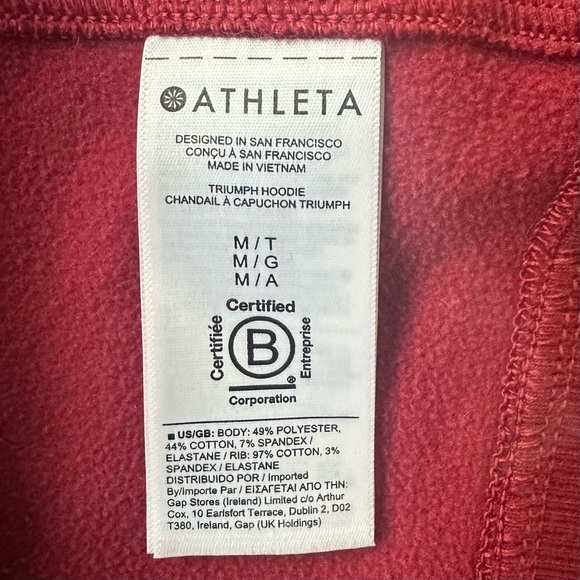 ATHLETA
DESIGNED IN SAN FRANCISCO
CONÇU À SAN FRANCISCO
MADE IN VIETNAM
TRIUMPH HOODIE
CHANDAIL À CAPUCHON TRIUMPH
M / T
M / G
M / A
Certified
Certifiée
B
Entreprise
®
Corporation
■ US/GB: BODY: 49% POLYESTER,
44% COTTON, 7% SPANDEX /
ELASTANE / RIB: 97% COTTON, 3%
SPANDEX / ELASTANE
DISTRIBUIDO POR / Imported
By/Importe Par / ΕΙΣΑΓΕΤΑΙ ΑΠΟ ΤΗΝ:
Gap Stores (Ireland) Limited c/o Arthur
Cox, 10 Earlsfort Terrace, Dublin 2, D02
T380, Ireland, Gap (UK Holdings)